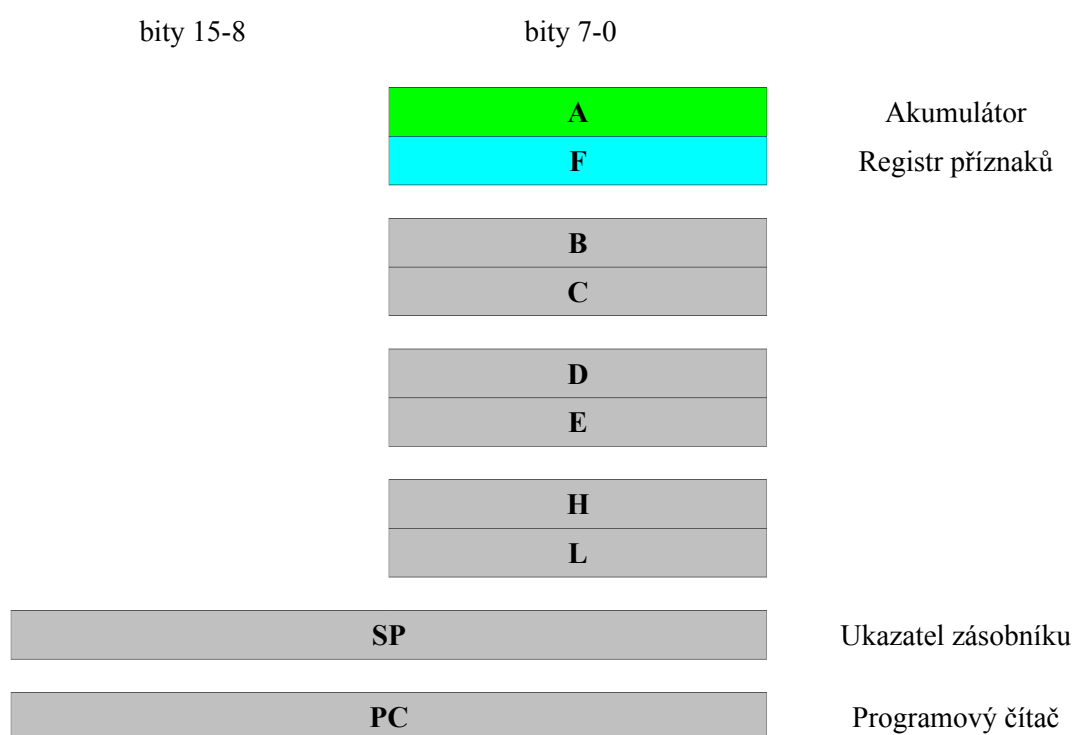 bity 15-8 bity 7-0
A Akumulátor
F Registr příznaků
B
C
D
E
H
L
SP Ukazatel zásobníku
PC Programový čítač